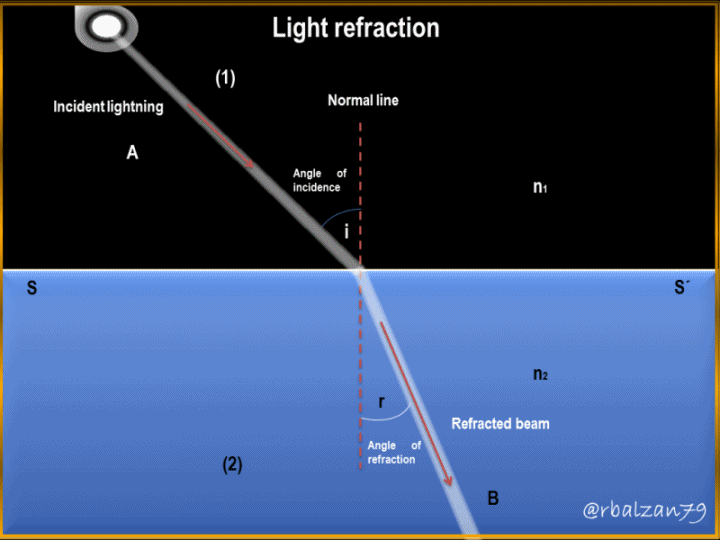 Light refraction
(1)
Incident lightning
Normal line
A
Angle of
incidence
n1
i
S
S´
n2
r
Refracted beam
Angle of
refraction
(2)
B
@rbalzan79